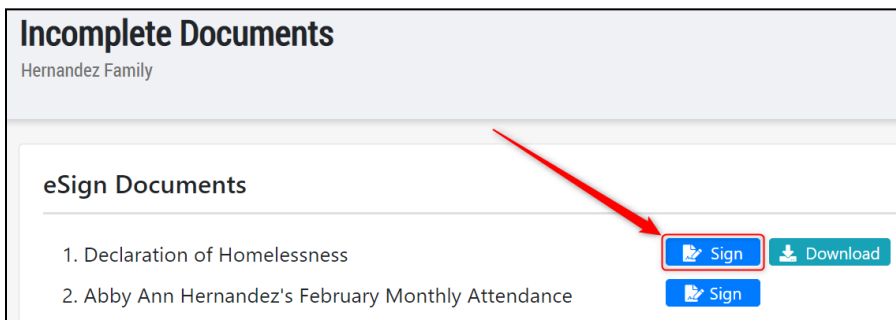 Incomplete Documents
Hernandez Family
eSign Documents
1. Declaration of Homelessness Sign Download
2. Abby Ann Hernandez's February Monthly Attendance Sign